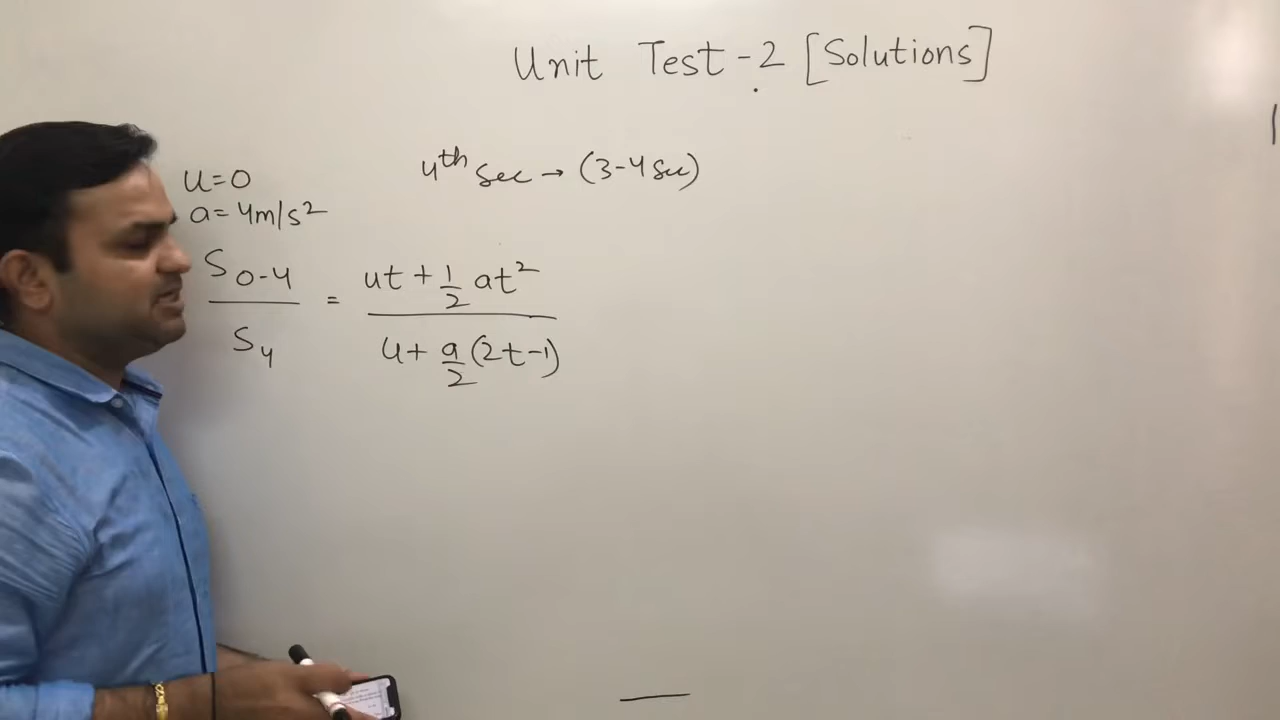 Unit Test-2 [Solutions]
4th Sec → (3-4 Sec)
u=0
a=4m/s²
S0-4 / S4 = (ut + 1/2 at²) / (u + a/2 (2t-1))